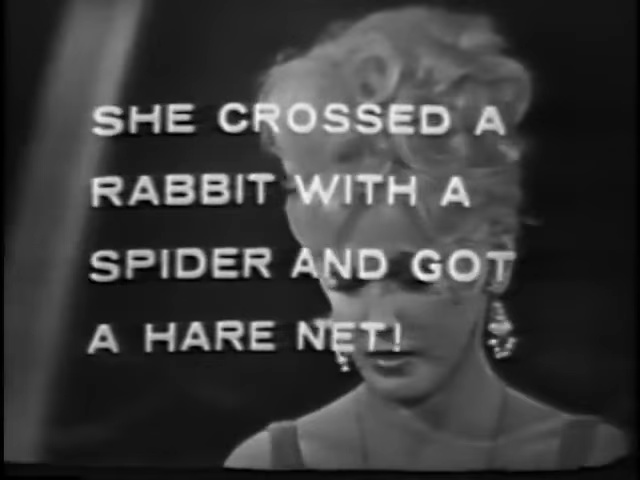 SHE CROSSED A
RABBIT WITH A
SPIDER AND GOT
A HARE NET!